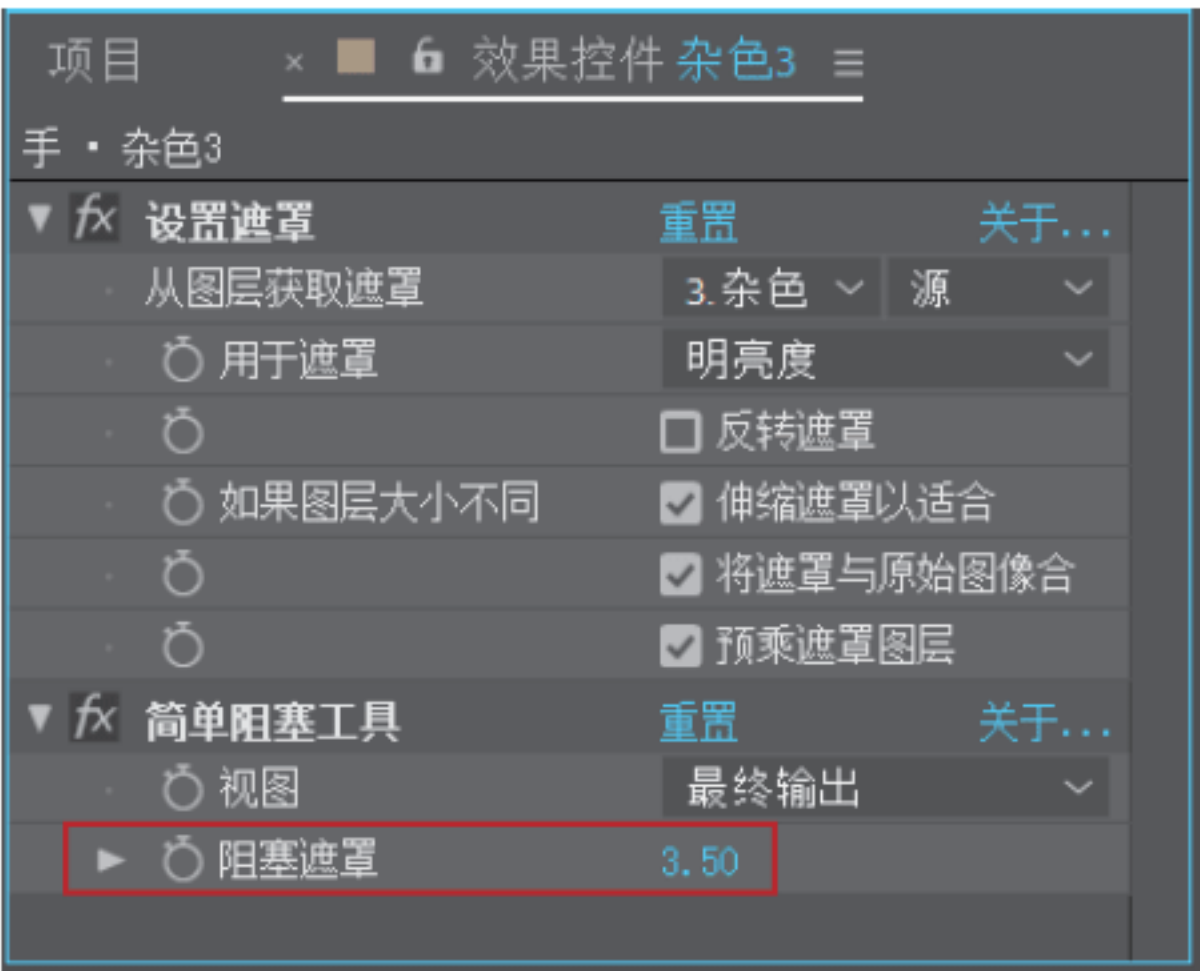 项目 × 效果控件 杂色3 ≡
手 · 杂色3
fx 设置遮罩 重置 关于...
从图层获取遮罩 3.杂色 源
用于遮罩 明亮度
反转遮罩
如果图层大小不同 伸缩遮罩以适合
将遮罩与原始图像合
预乘遮罩图层
fx 简单阻塞工具 重置 关于...
视图 最终输出
阻塞遮罩 3.50